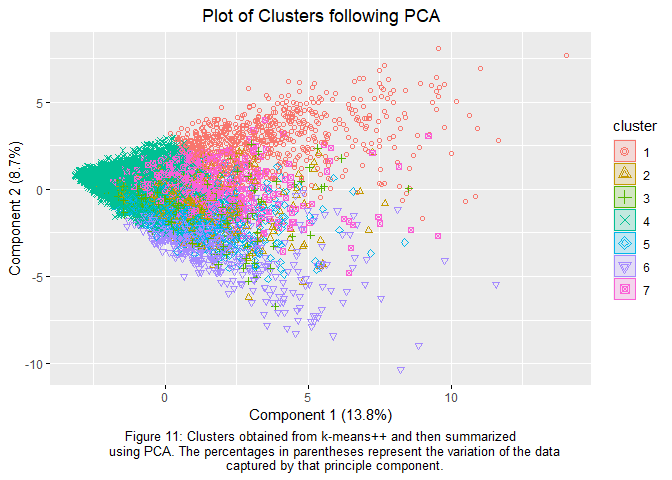 Plot of Clusters following PCA
Component 2 (8.7%)
5
0
-5
-10
0
5
10
Component 1 (13.8%)
cluster
1
2
3
4
5
6
7
Figure 11: Clusters obtained from k-means++ and then summarized
using PCA. The percentages in parentheses represent the variation of the data
captured by that principle component.